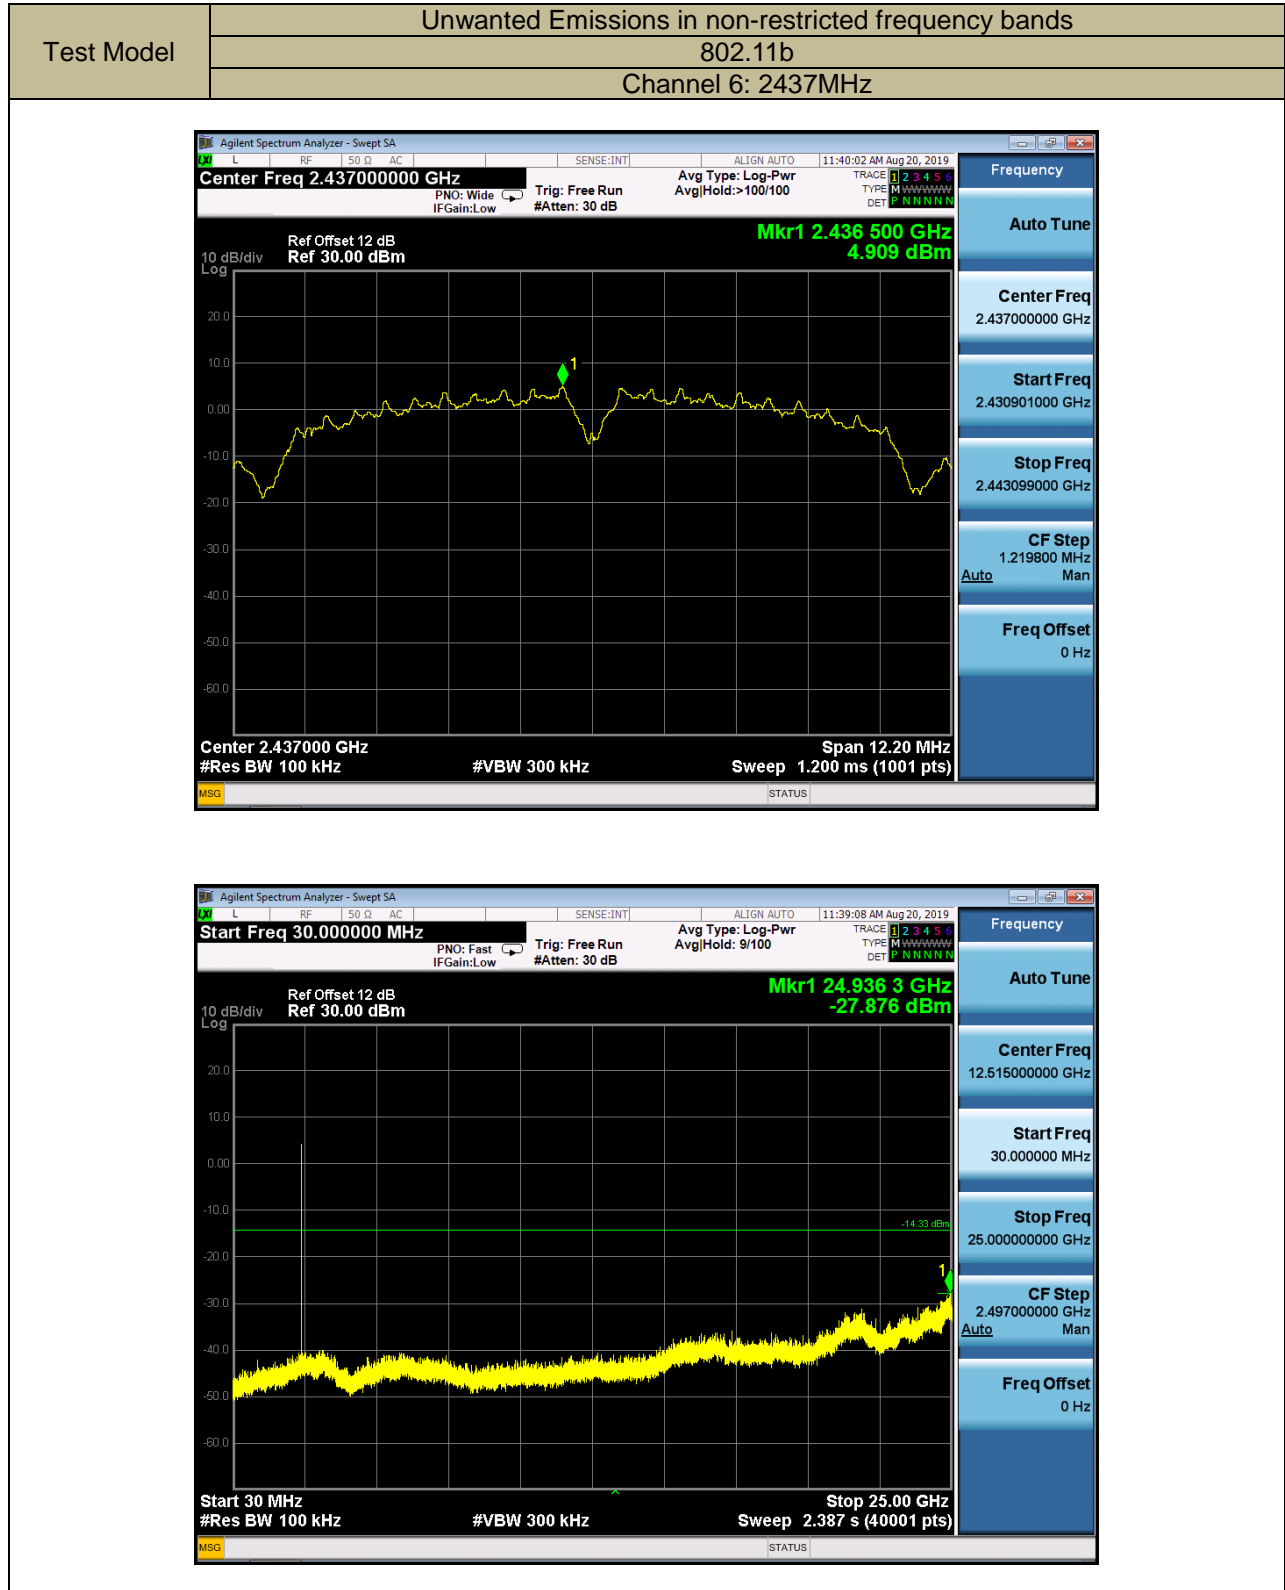 Test Model
Unwanted Emissions in non-restricted frequency bands
802.11b
Channel 6: 2437MHz
Agilent Spectrum Analyzer - Swept SA
LXI L RF 50 Ω AC SENSE:INT ALIGN AUTO 11:40:02 AM Aug 20, 2019
Center Freq 2.437000000 GHz
PNO: Wide
IFGain:Low
Trig: Free Run
#Atten: 30 dB
Avg Type: Log-Pwr
Avg|Hold:>100/100
TRACE 1 2 3 4 5 6
TYPE M WWWWW
DET P N N N N N
Frequency
Auto Tune
Mkr1 2.436 500 GHz
4.909 dBm
Ref Offset 12 dB
10 dB/div Ref 30.00 dBm
Log
20.0
10.0
0.00
-10.0
-20.0
-30.0
-40.0
-50.0
-60.0
1
Center Freq
2.437000000 GHz
Start Freq
2.430901000 GHz
Stop Freq
2.443099000 GHz
CF Step
1.219800 MHz
Auto Man
Freq Offset
0 Hz
Center 2.437000 GHz Span 12.20 MHz
#Res BW 100 kHz #VBW 300 kHz Sweep 1.200 ms (1001 pts)
MSG STATUS
Agilent Spectrum Analyzer - Swept SA
LXI L RF 50 Ω AC SENSE:INT ALIGN AUTO 11:39:08 AM Aug 20, 2019
Start Freq 30.000000 MHz
PNO: Fast
IFGain:Low
Trig: Free Run
#Atten: 30 dB
Avg Type: Log-Pwr
Avg|Hold: 9/100
TRACE 1 2 3 4 5 6
TYPE M WWWWW
DET P N N N N N
Frequency
Auto Tune
Mkr1 24.936 3 GHz
-27.876 dBm
Ref Offset 12 dB
10 dB/div Ref 30.00 dBm
Log
20.0
10.0
0.00
-10.0
-20.0
-30.0
-40.0
-50.0
-60.0
-14.33 dBm
1
Center Freq
12.515000000 GHz
Start Freq
30.000000 MHz
Stop Freq
25.000000000 GHz
CF Step
2.497000000 GHz
Auto Man
Freq Offset
0 Hz
Start 30 MHz Stop 25.00 GHz
#Res BW 100 kHz #VBW 300 kHz Sweep 2.387 s (40001 pts)
MSG STATUS